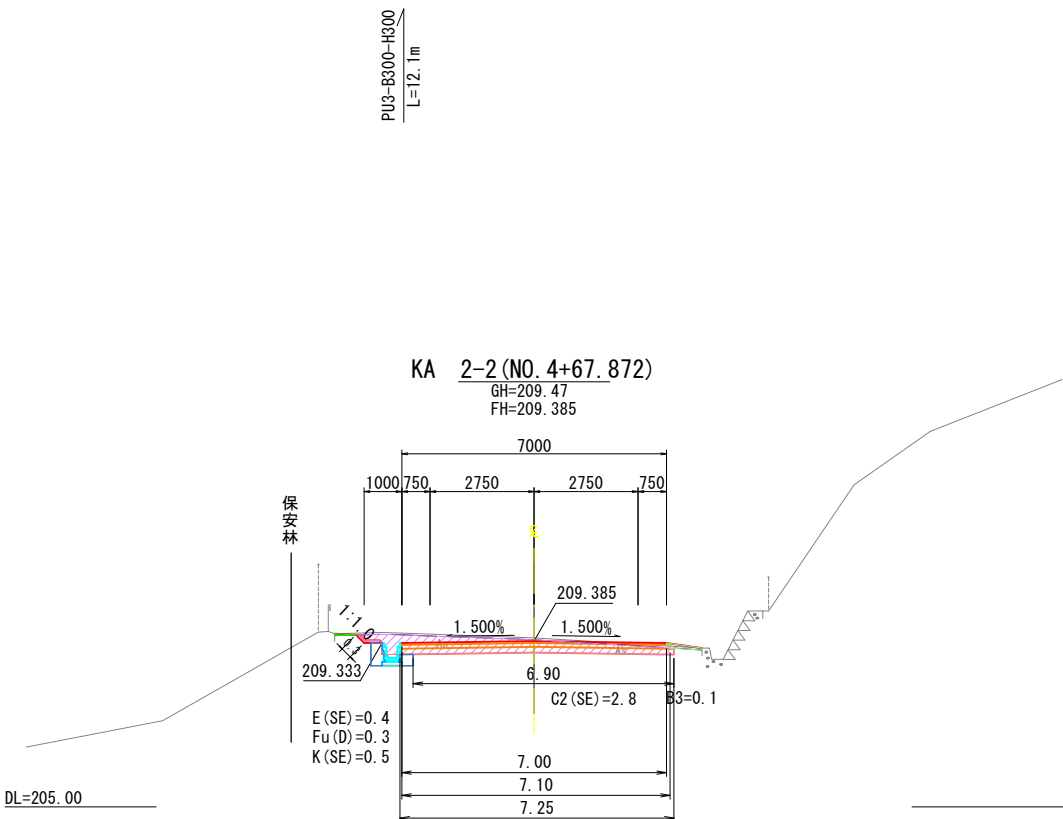 PU3-B300-H300
L=12.1m
KA 2-2(NO.4+67.872)
GH=209.47
FH=209.385
7000
1000 750 2750 2750 750
保安林
209.385
1:1.0
1.500% 1.500%
209.333
6.90
C2(SE)=2.8 B3=0.1
E(SE)=0.4
Fu(D)=0.3
K(SE)=0.5
7.00
7.10
DL=205.00
7.25